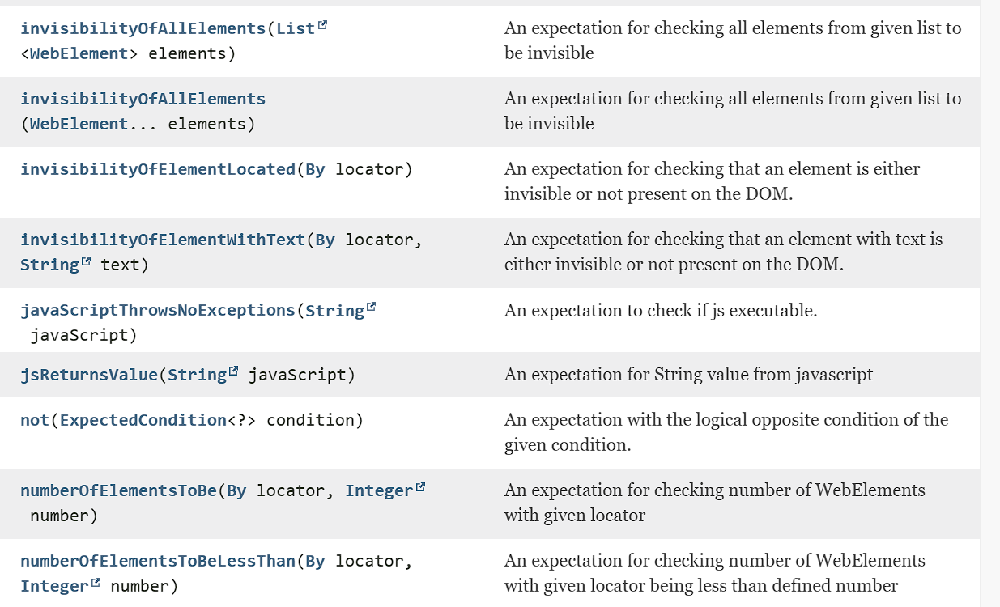 invisibilityOfAllElements(List
<WebElement> elements)
An expectation for checking all elements from given list to
be invisible
invisibilityOfAllElements
(WebElement... elements)
An expectation for checking all elements from given list to
be invisible
invisibilityOfElementLocated(By locator)
An expectation for checking that an element is either
invisible or not present on the DOM.
invisibilityOfElementWithText(By locator,
String text)
An expectation for checking that an element with text is
either invisible or not present on the DOM.
javaScriptThrowsNoExceptions(String
javaScript)
An expectation to check if js executable.
jsReturnsValue(String javaScript)
An expectation for String value from javascript
not(ExpectedCondition<?> condition)
An expectation with the logical opposite condition of the
given condition.
numberOfElementsToBe(By locator, Integer
number)
An expectation for checking number of WebElements
with given locator
numberOfElementsToBeLessThan(By locator,
Integer number)
An expectation for checking number of WebElements
with given locator being less than defined number